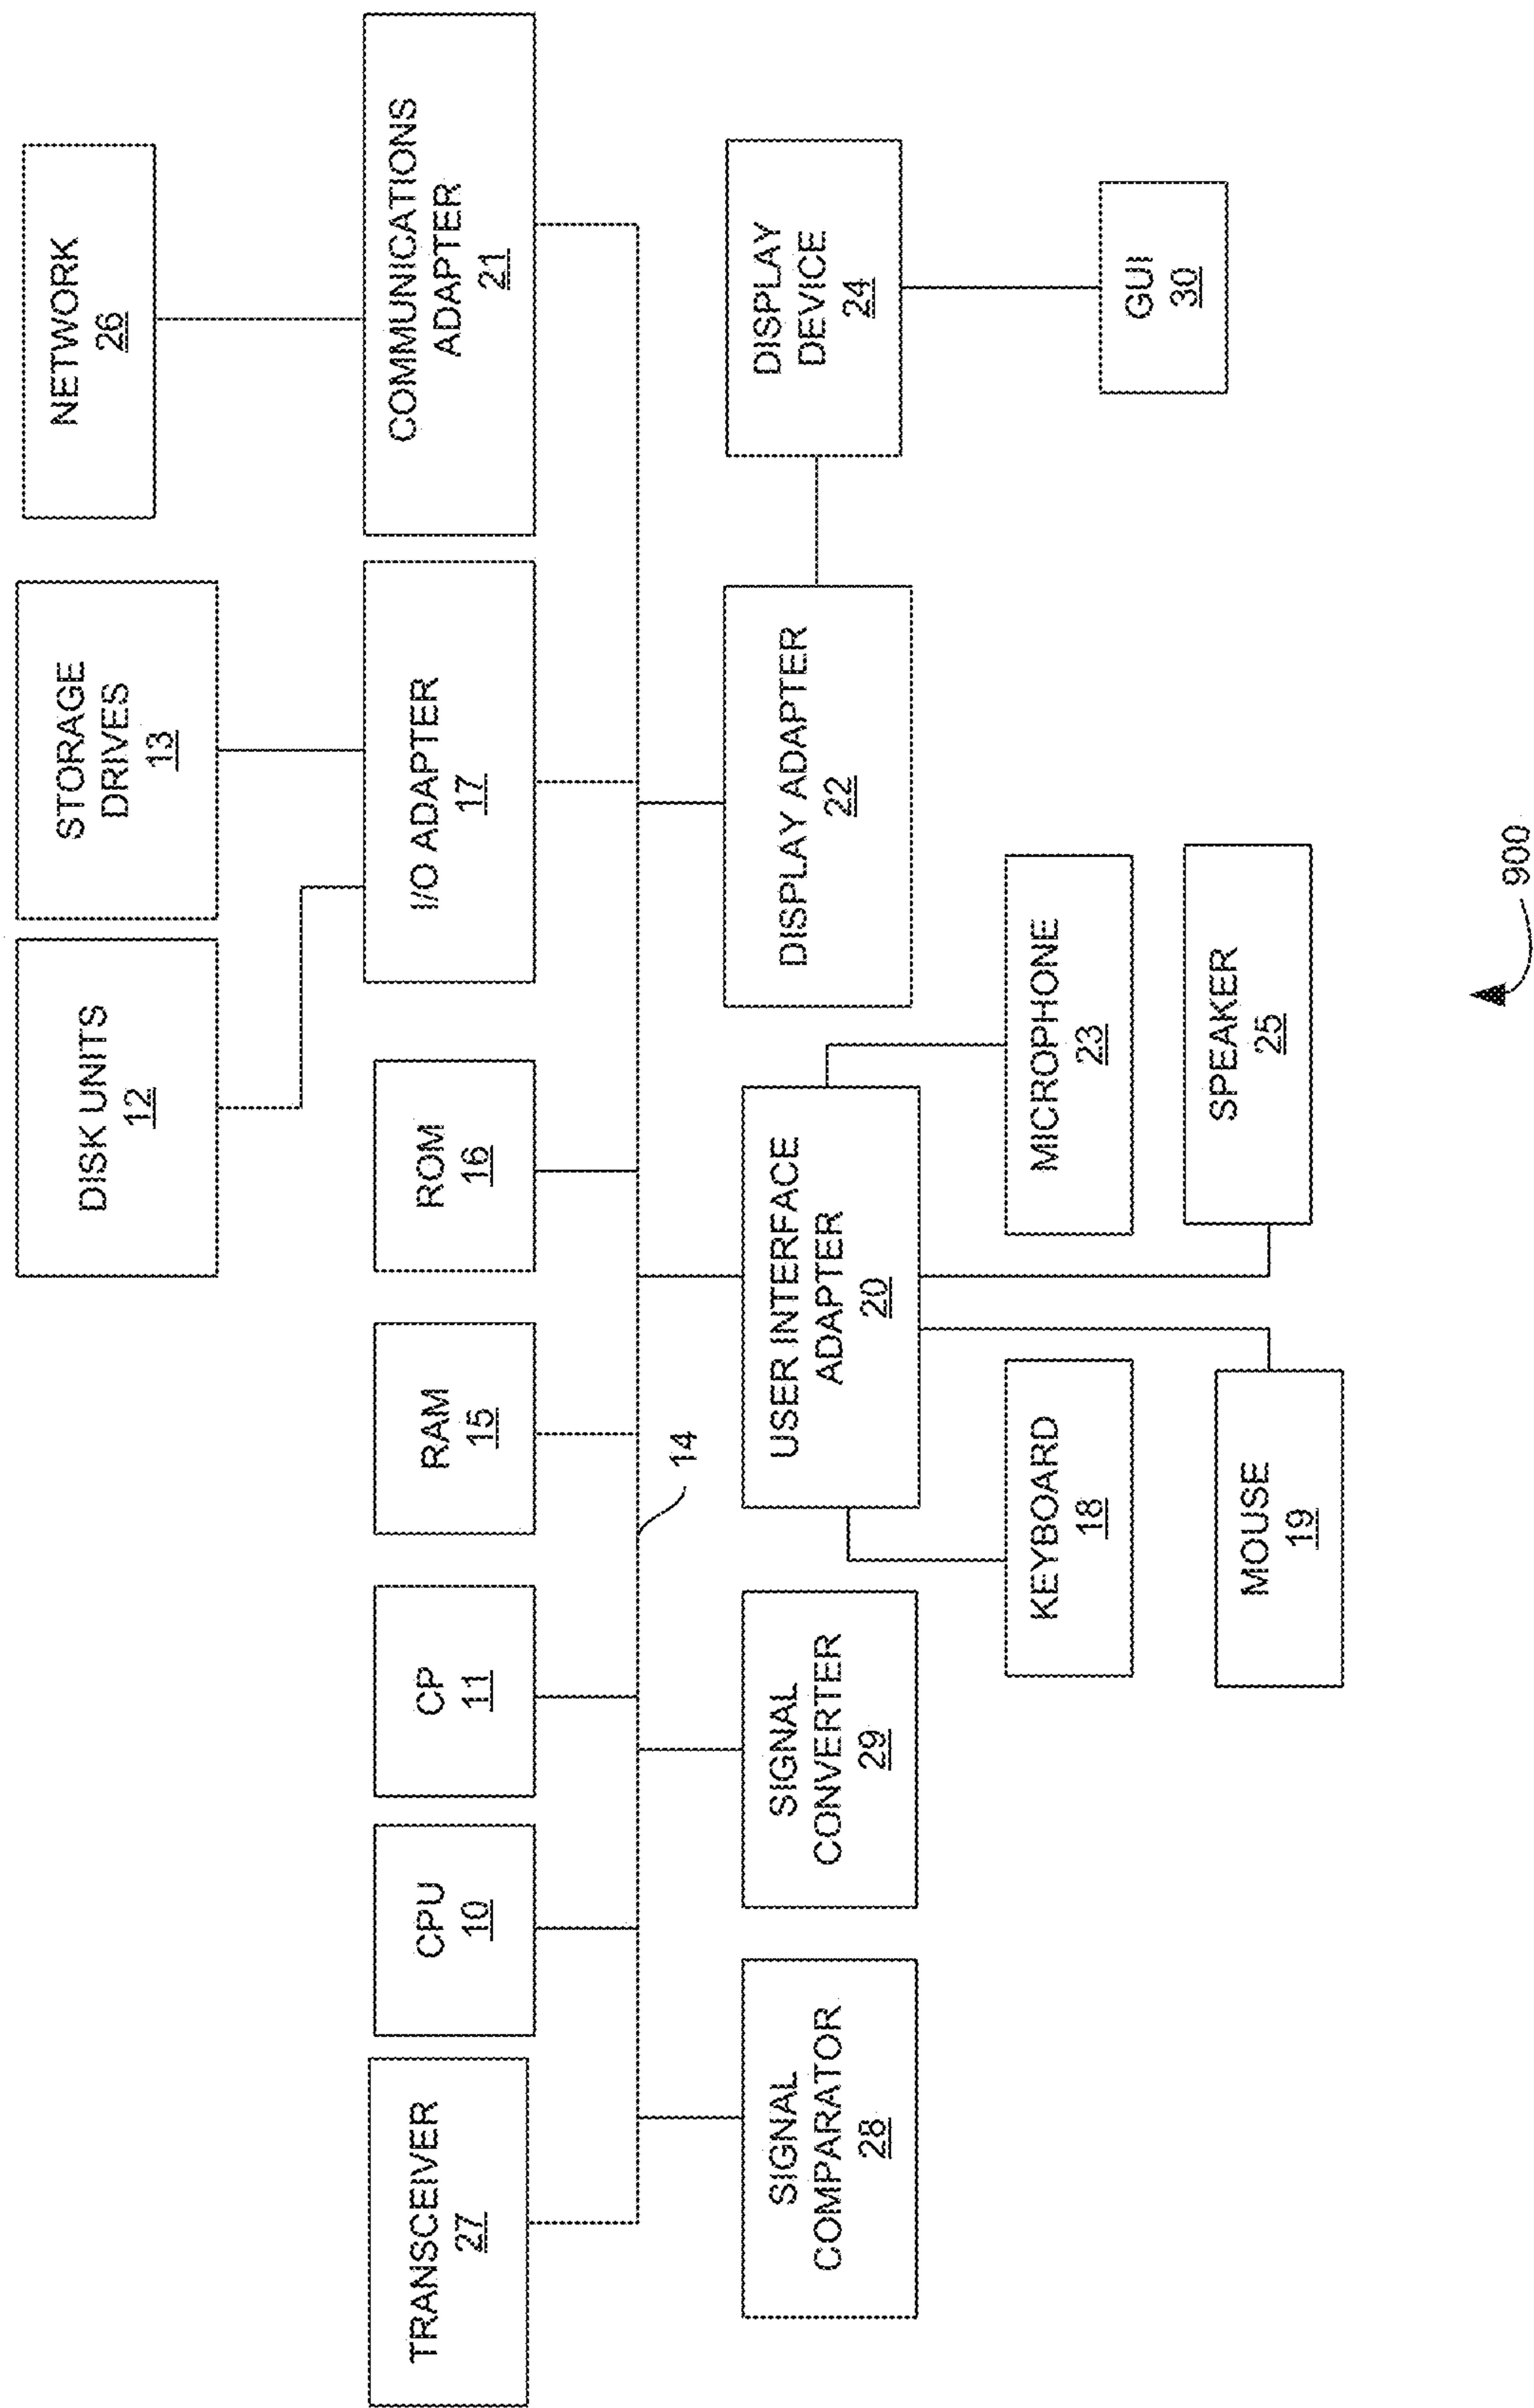 DISK UNITS
12
STORAGE
DRIVES
13
NETWORK
26
TRANSCEIVER
27
CPU
10
CP
11
RAM
15
ROM
16
I/O ADAPTER
17
COMMUNICATIONS
ADAPTER
21
14
SIGNAL
COMPARATOR
28
SIGNAL
CONVERTER
29
USER INTERFACE
ADAPTER
20
DISPLAY ADAPTER
22
DISPLAY
DEVICE
24
KEYBOARD
18
MICROPHONE
23
GUI
30
MOUSE
19
SPEAKER
25
900